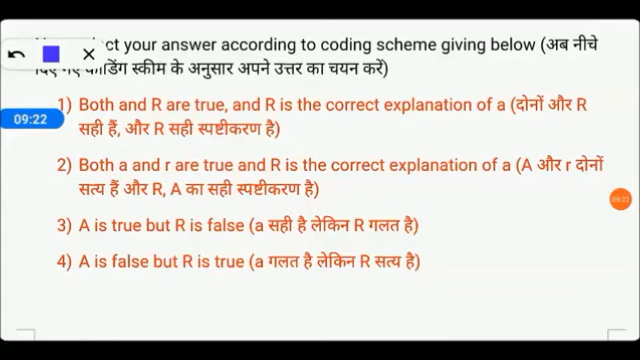 your answer according to coding scheme giving below (अब नीचे
दिए गए कोडिंग स्कीम के अनुसार अपने उत्तर का चयन करें)
1) Both and R are true, and R is the correct explanation of a (दोनों और R
सही हैं, और R सही स्पष्टीकरण है)
09:22
2) Both a and r are true and R is the correct explanation of a (A और r दोनों
सत्य हैं और R, A का सही स्पष्टीकरण है)
3) A is true but R is false (a सही है लेकिन R गलत है)
4) A is false but R is true (a गलत है लेकिन R सत्य है)